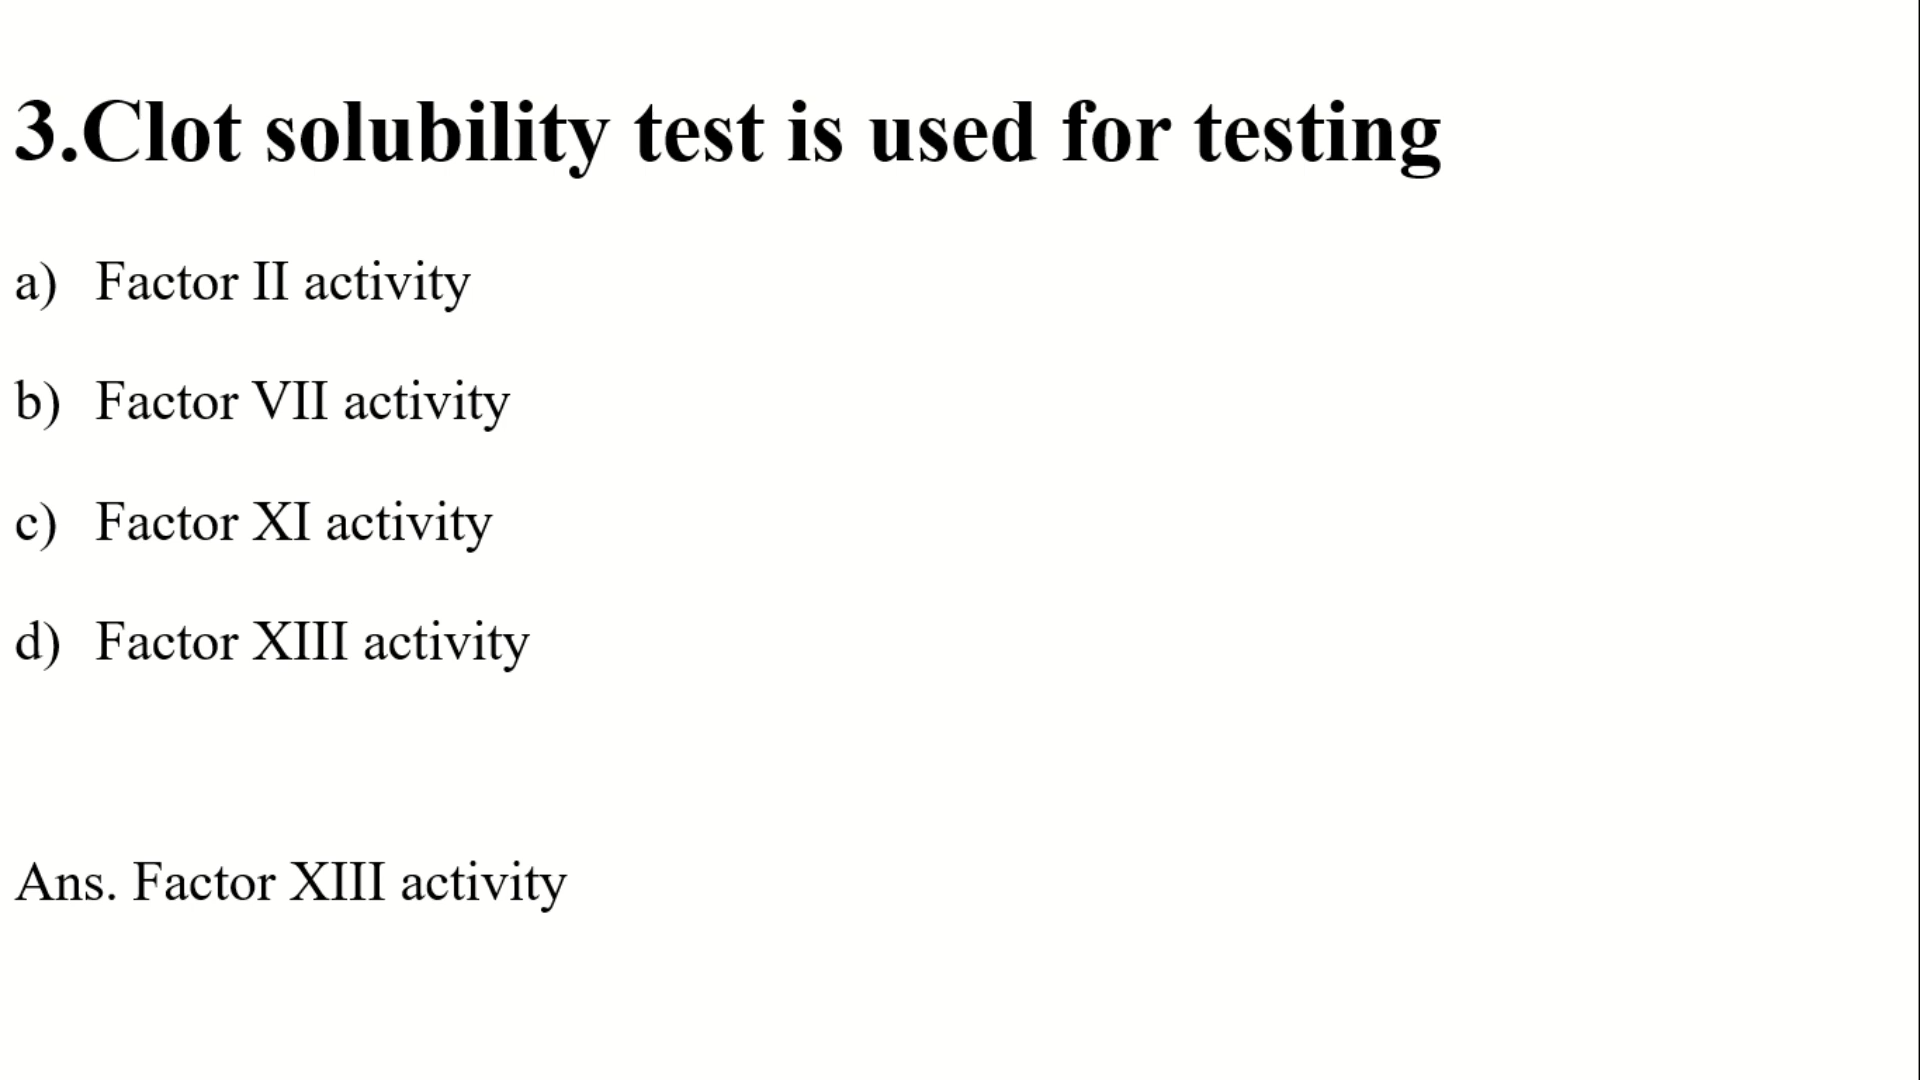 3.Clot solubility test is used for testing
a) Factor II activity
b) Factor VII activity
c) Factor XI activity
d) Factor XIII activity
Ans. Factor XIII activity